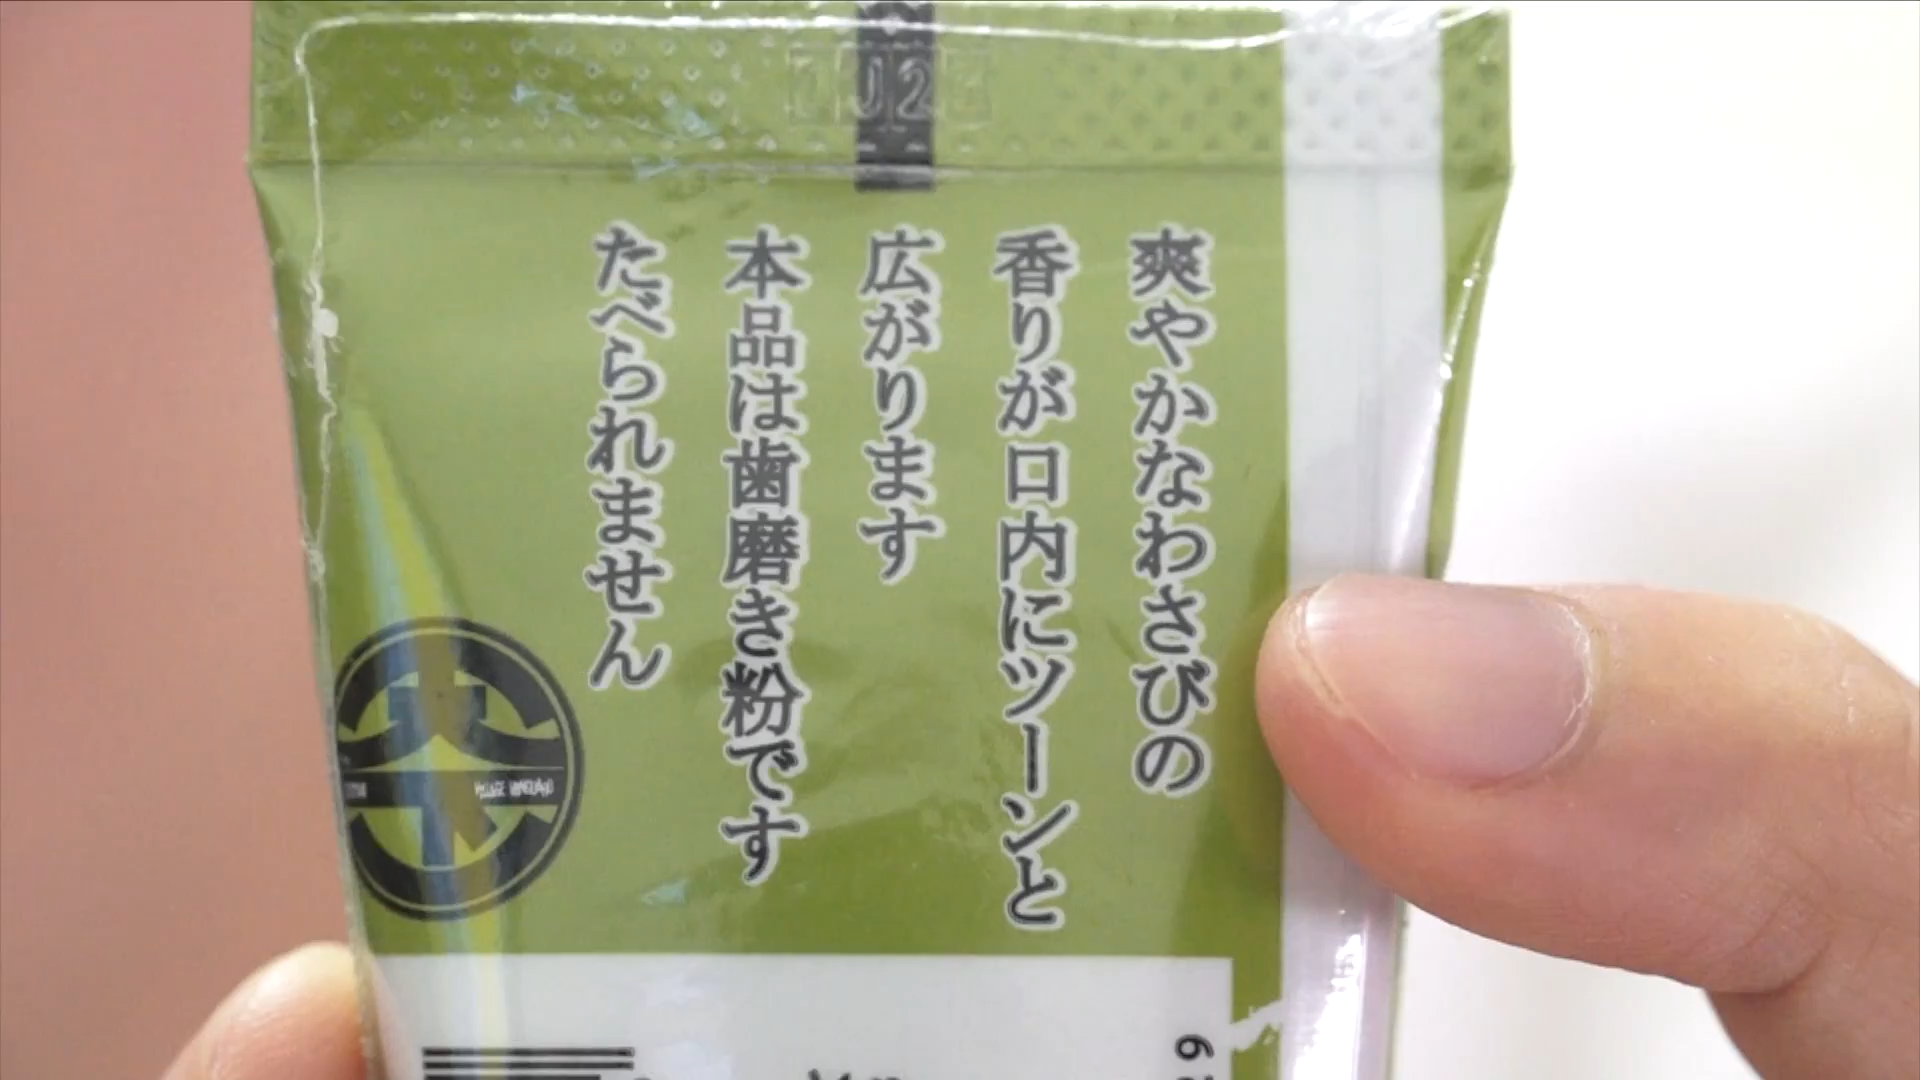 爽やかなわさびの
香りが口内にツーンと
広がります
本品は歯磨き粉です
たべられません
VILLAGE VANGUARD